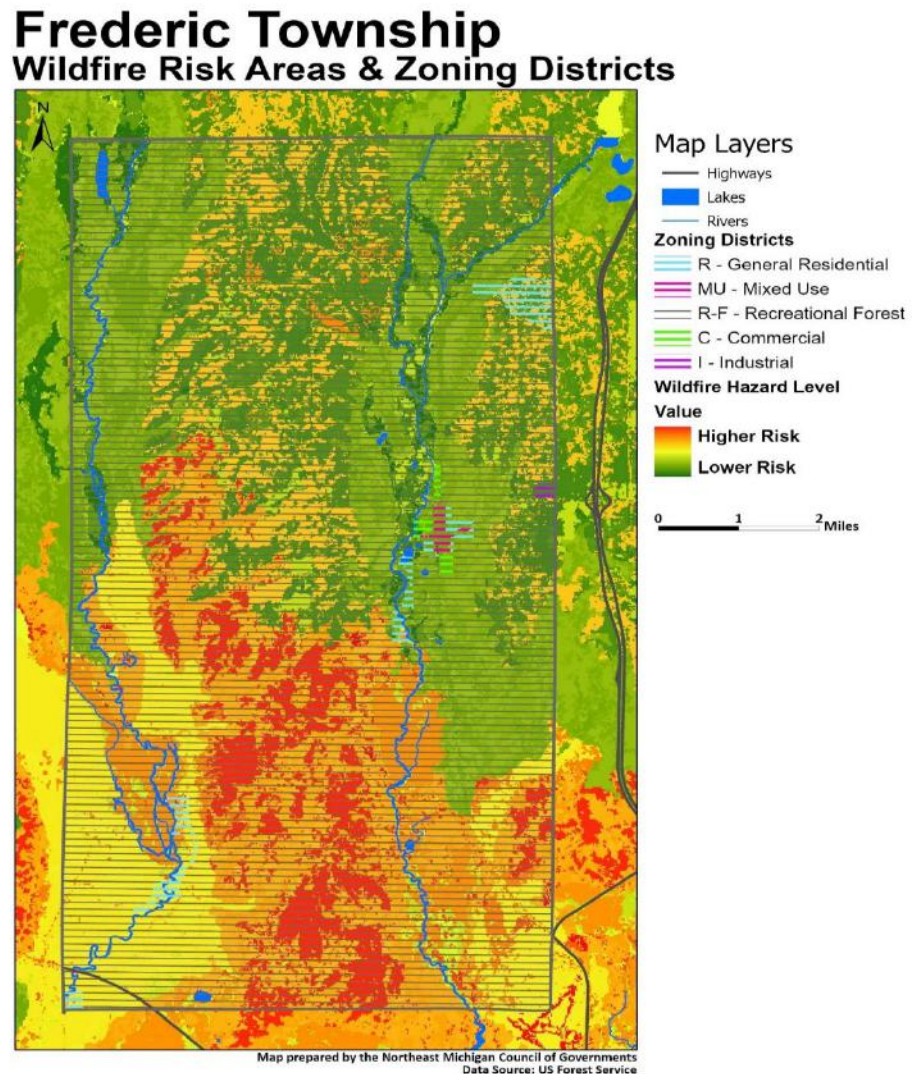 Frederic Township
Wildfire Risk Areas & Zoning Districts
N
Map Layers
Highways
Lakes
Rivers
Zoning Districts
R - General Residential
MU - Mixed Use
R-F - Recreational Forest
C - Commercial
I - Industrial
Wildfire Hazard Level
Value
Higher Risk
Lower Risk
0 1 2 Miles
Map prepared by the Northeast Michigan Council of Governments
Data Source: US Forest Service